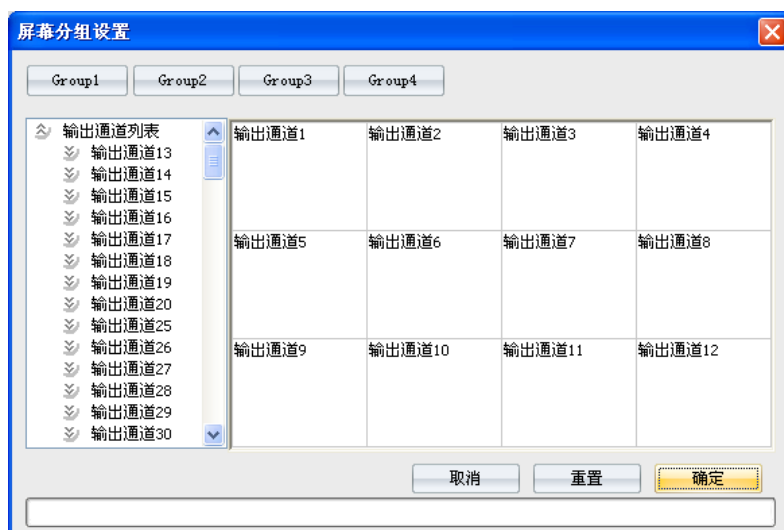 屏幕分组设置
Group1 Group2 Group3 Group4
输出通道列表
输出通道13
输出通道14
输出通道15
输出通道16
输出通道17
输出通道18
输出通道19
输出通道20
输出通道25
输出通道26
输出通道27
输出通道28
输出通道29
输出通道30
输出通道1 输出通道2 输出通道3 输出通道4
输出通道5 输出通道6 输出通道7 输出通道8
输出通道9 输出通道10 输出通道11 输出通道12
取消 重置 确定